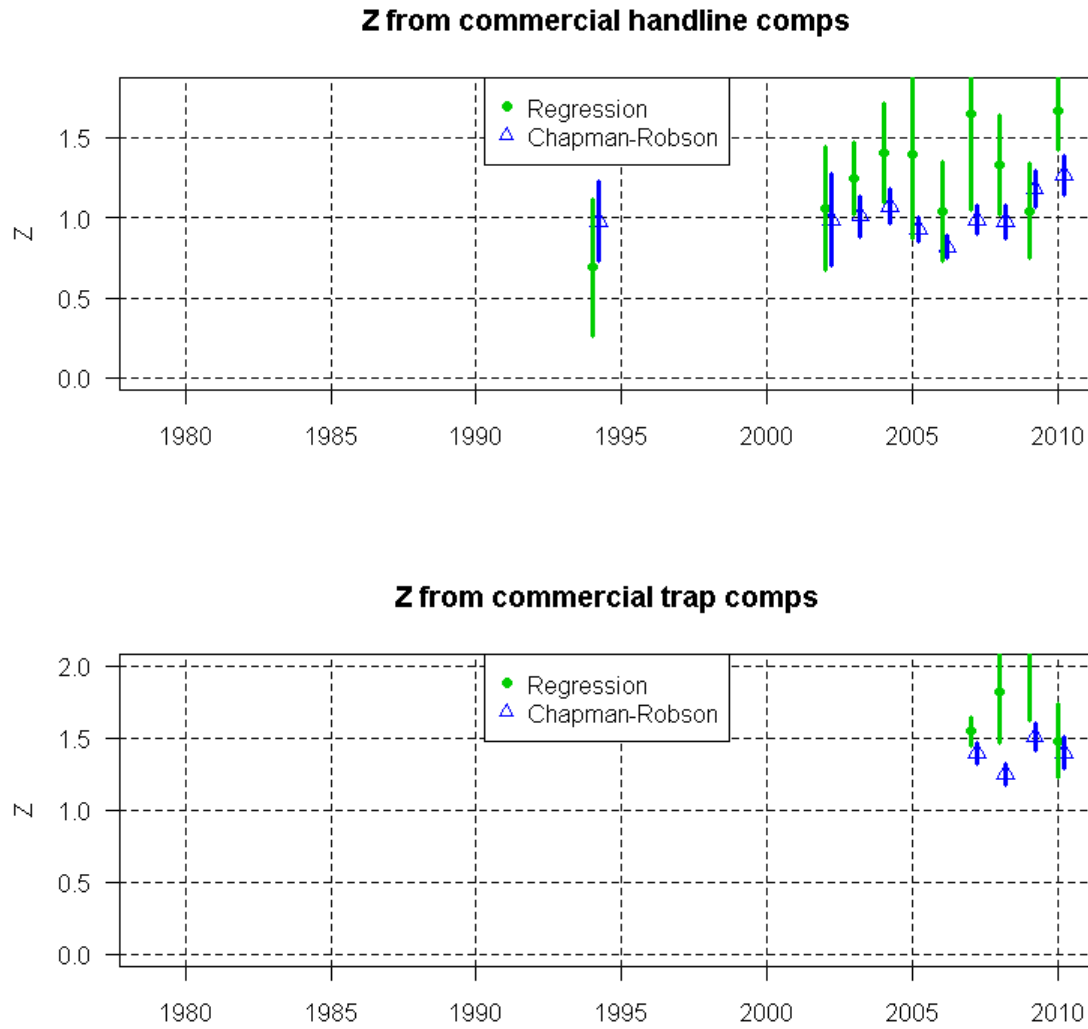 Z from commercial handline comps
Regression
Chapman-Robson
Z
1.5
1.0
0.5
0.0
1980 1985 1990 1995 2000 2005 2010
Z from commercial trap comps
Regression
Chapman-Robson
Z
2.0
1.5
1.0
0.5
0.0
1980 1985 1990 1995 2000 2005 2010